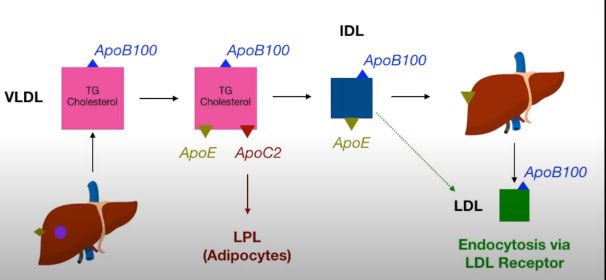 IDL
ApoB100
ApoB100
ApoB100
VLDL
TG
Cholesterol
TG
Cholesterol
ApoE
ApoC2
ApoE
ApoB100
LDL
LPL
(Adipocytes)
Endocytosis via
LDL Receptor